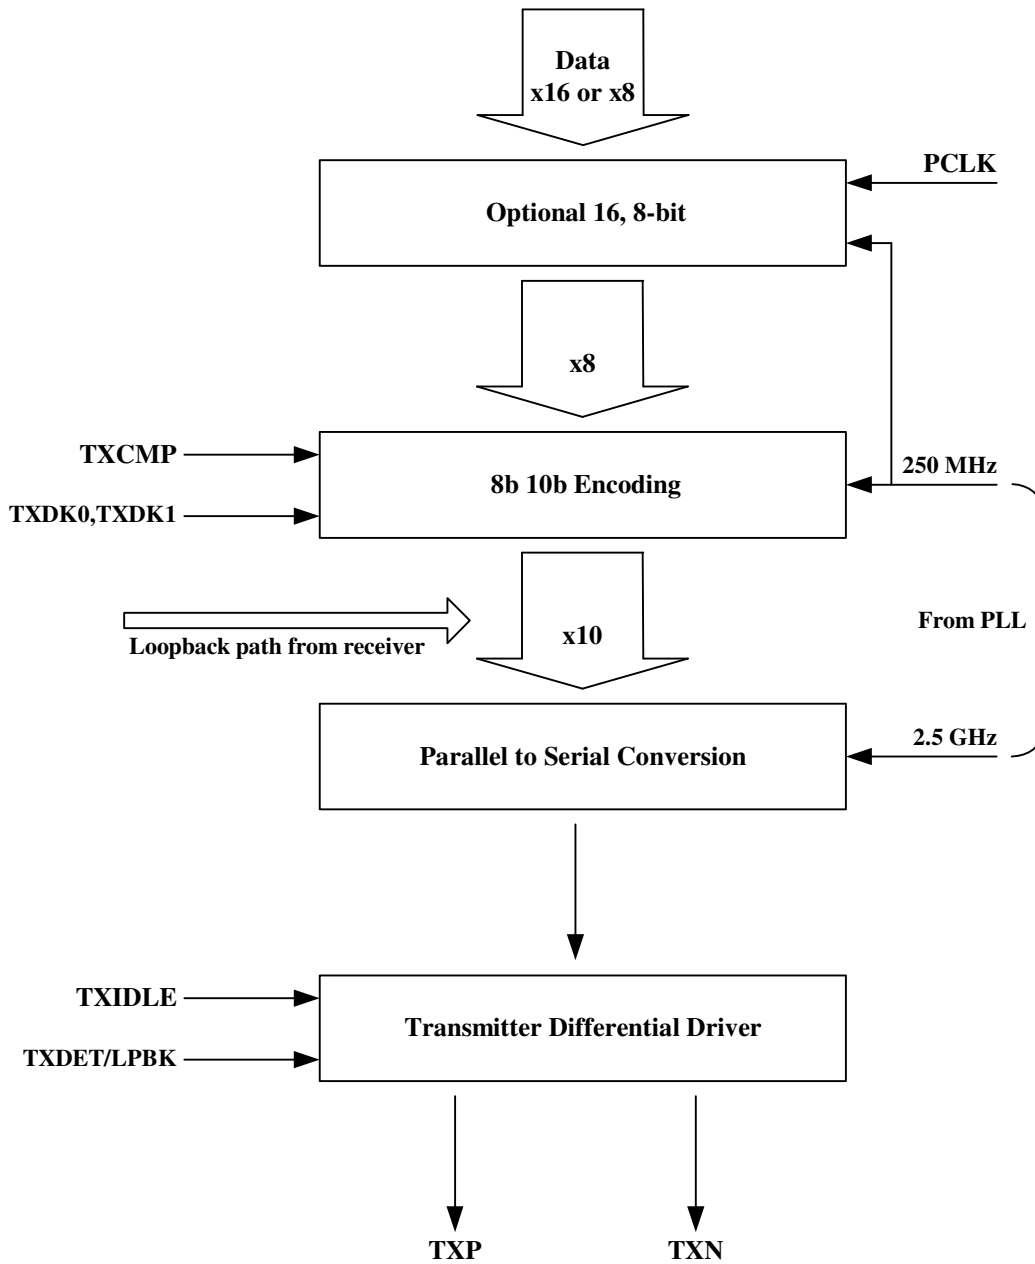 Data
x16 or x8
PCLK
Optional 16, 8-bit
x8
TXCMP
250 MHz
8b 10b Encoding
TXDK0,TXDK1
x10
From PLL
Loopback path from receiver
2.5 GHz
Parallel to Serial Conversion
TXIDLE
Transmitter Differential Driver
TXDET/LPBK
TXP
TXN